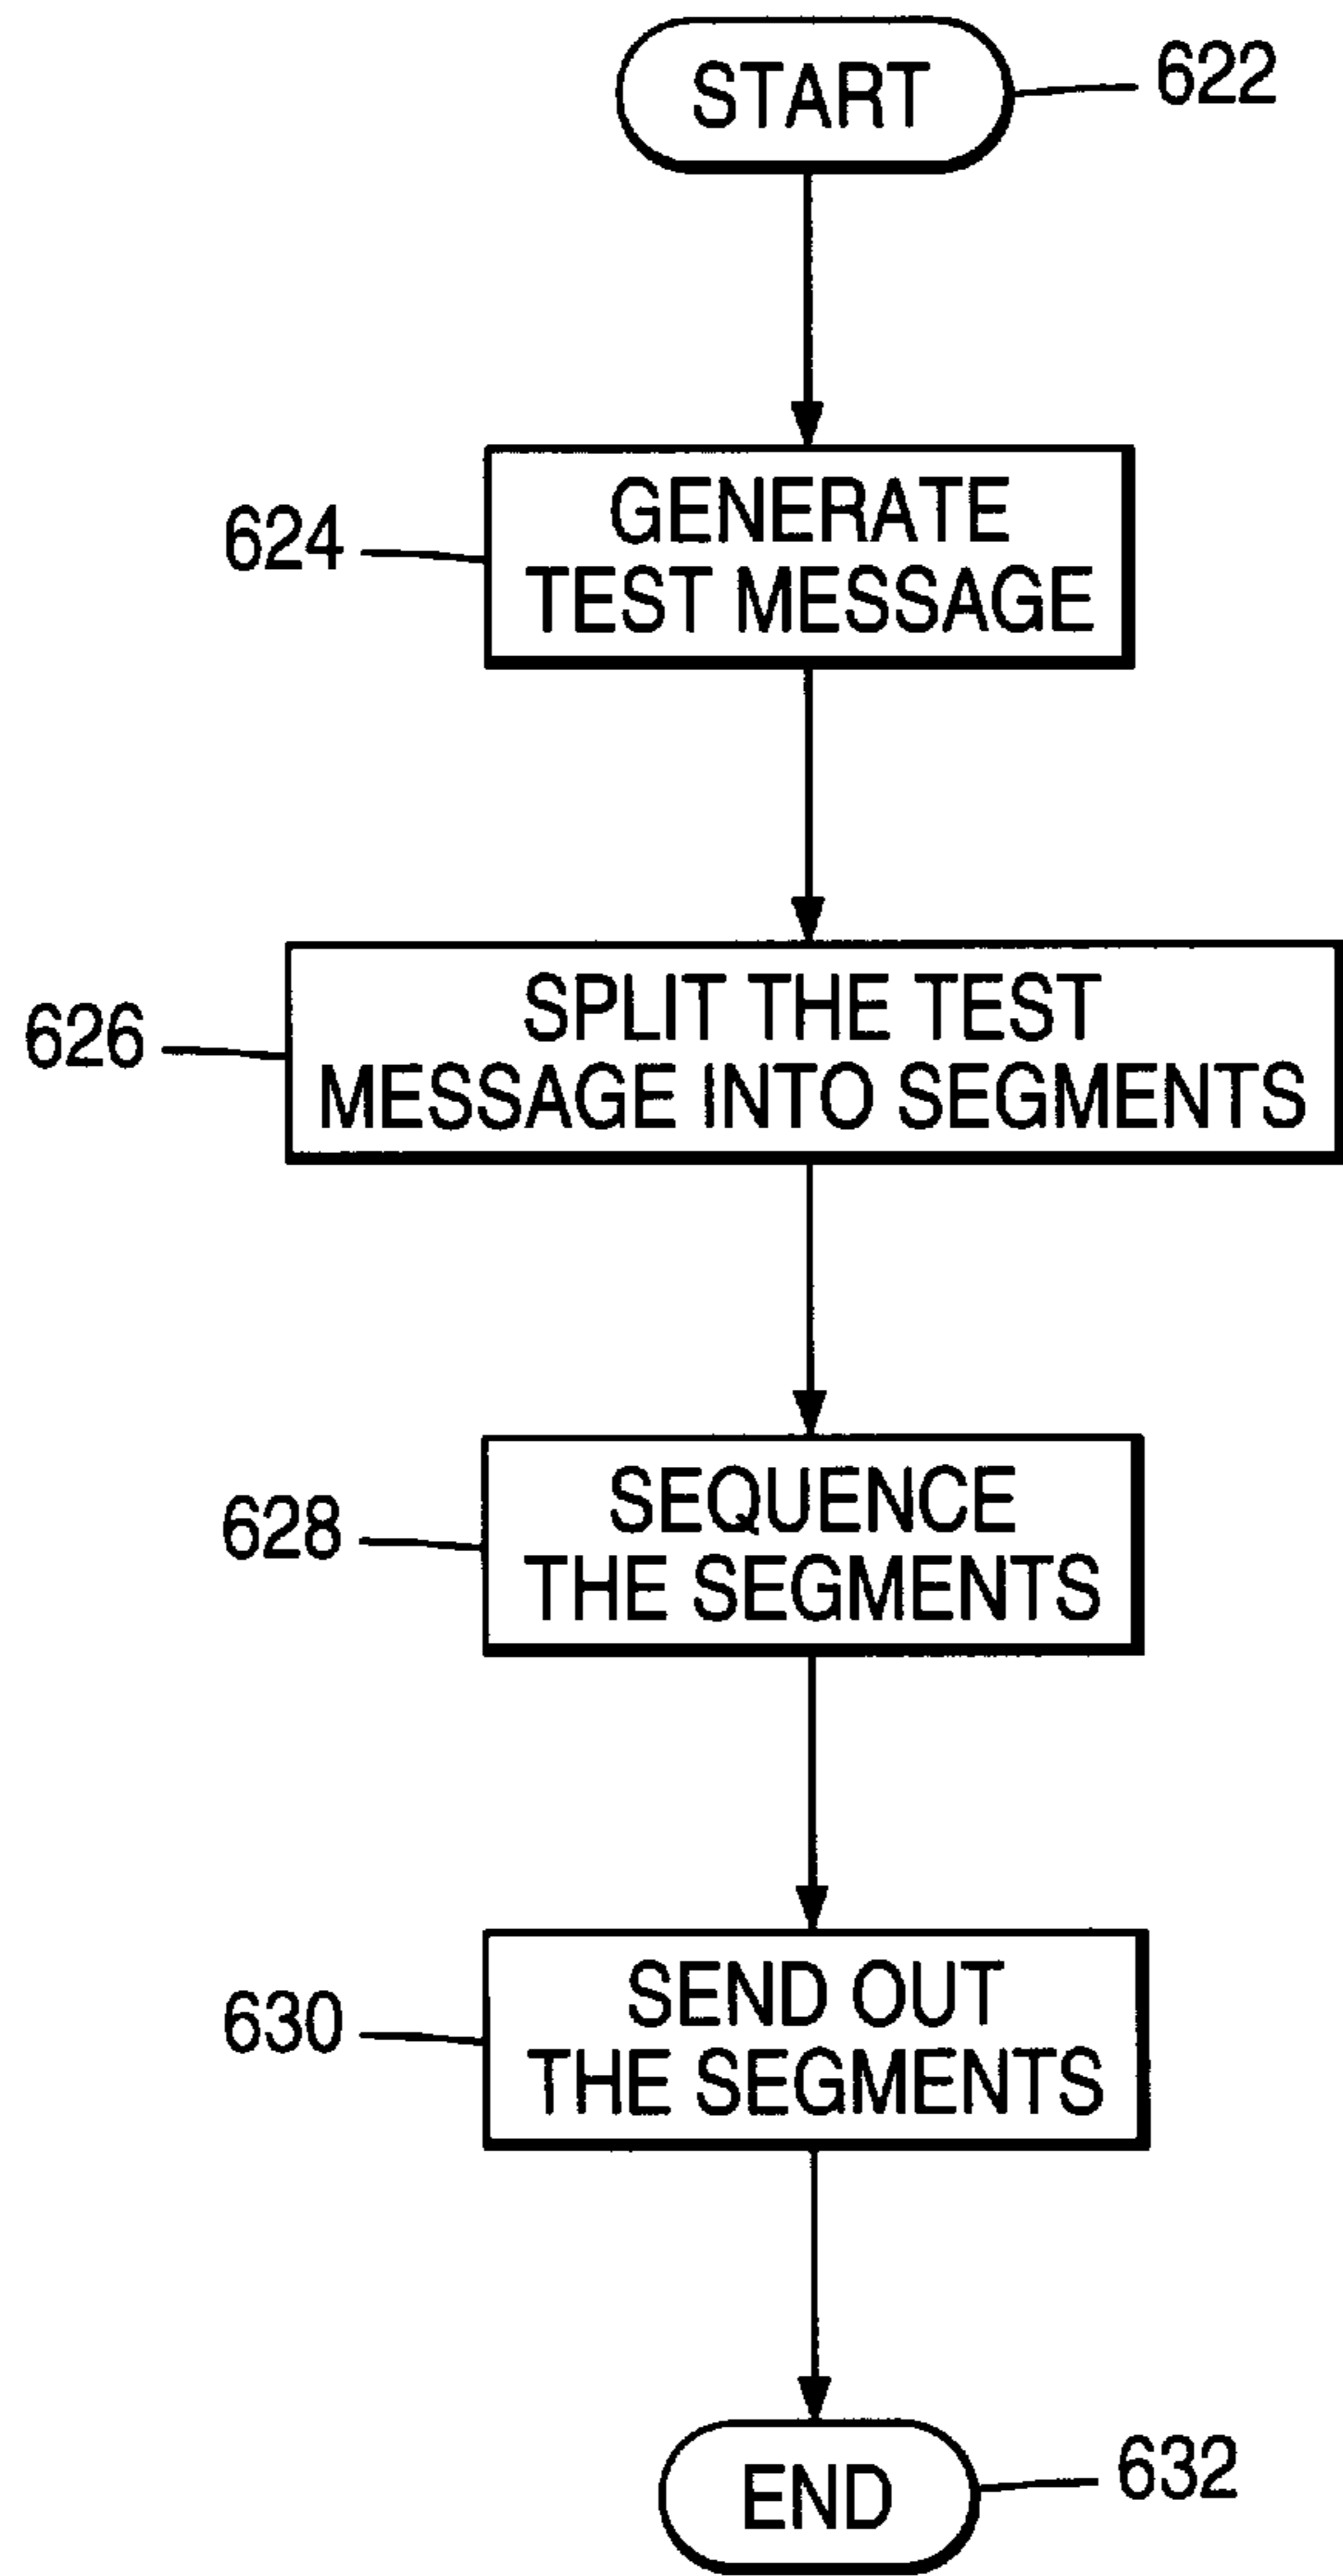 START
622
624
GENERATE
TEST MESSAGE
626
SPLIT THE TEST
MESSAGE INTO SEGMENTS
628
SEQUENCE
THE SEGMENTS
630
SEND OUT
THE SEGMENTS
END
632